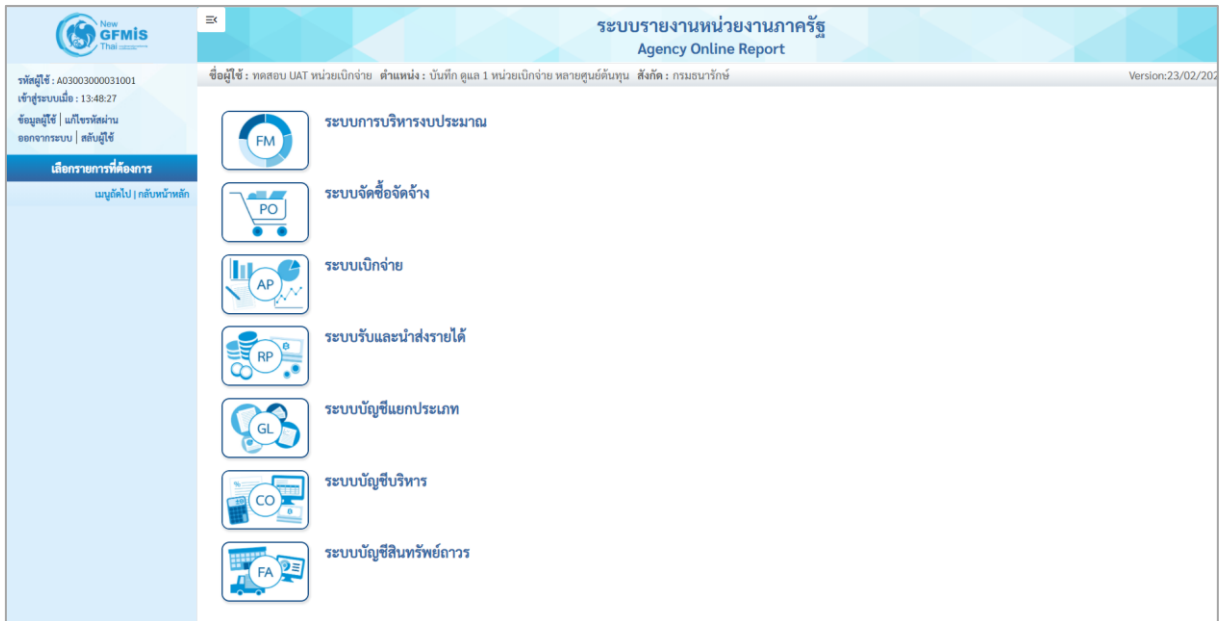 New
GFMIS
Thai
ระบบรายงานหน่วยงานภาครัฐ
Agency Online Report
รหัสผู้ใช้ : A03003000031001
เข้าสู่ระบบเมื่อ : 13:48:27
ข้อมูลผู้ใช้ | แก้ไขรหัสผ่าน
ออกจากระบบ | สลับผู้ใช้
เลือกรายการที่ต้องการ
เมนูถัดไป | กลับหน้าหลัก
ชื่อผู้ใช้ : ทดสอบ UAT หน่วยเบิกจ่าย ตำแหน่ง : บันทึก ดูแล 1 หน่วยเบิกจ่าย หลายศูนย์ต้นทุน สังกัด : กรมธนารักษ์ Version:23/02/202
FM ระบบการบริหารงบประมาณ
PO ระบบจัดซื้อจัดจ้าง
AP ระบบเบิกจ่าย
RP ระบบรับและนำส่งรายได้
GL ระบบบัญชีแยกประเภท
CO ระบบบัญชีบริหาร
FA ระบบบัญชีสินทรัพย์ถาวร